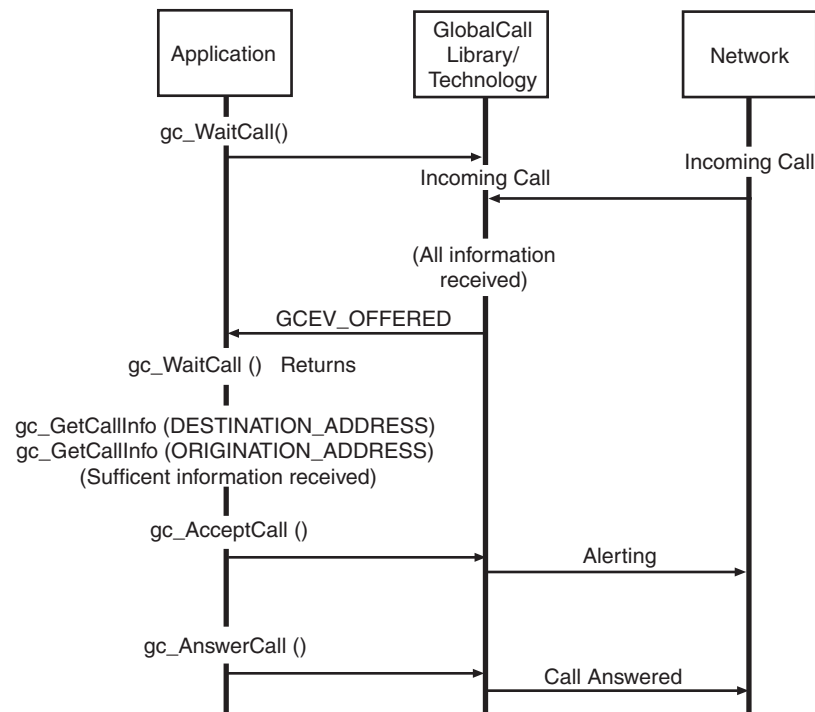 Application
GlobalCall
Library/
Technology
Network
gc_WaitCall()
Incoming Call
Incoming Call
(All information
received)
GCEV_OFFERED
gc_WaitCall () Returns
gc_GetCallInfo (DESTINATION_ADDRESS)
gc_GetCallInfo (ORIGINATION_ADDRESS)
(Sufficent information received)
gc_AcceptCall ()
Alerting
gc_AnswerCall ()
Call Answered